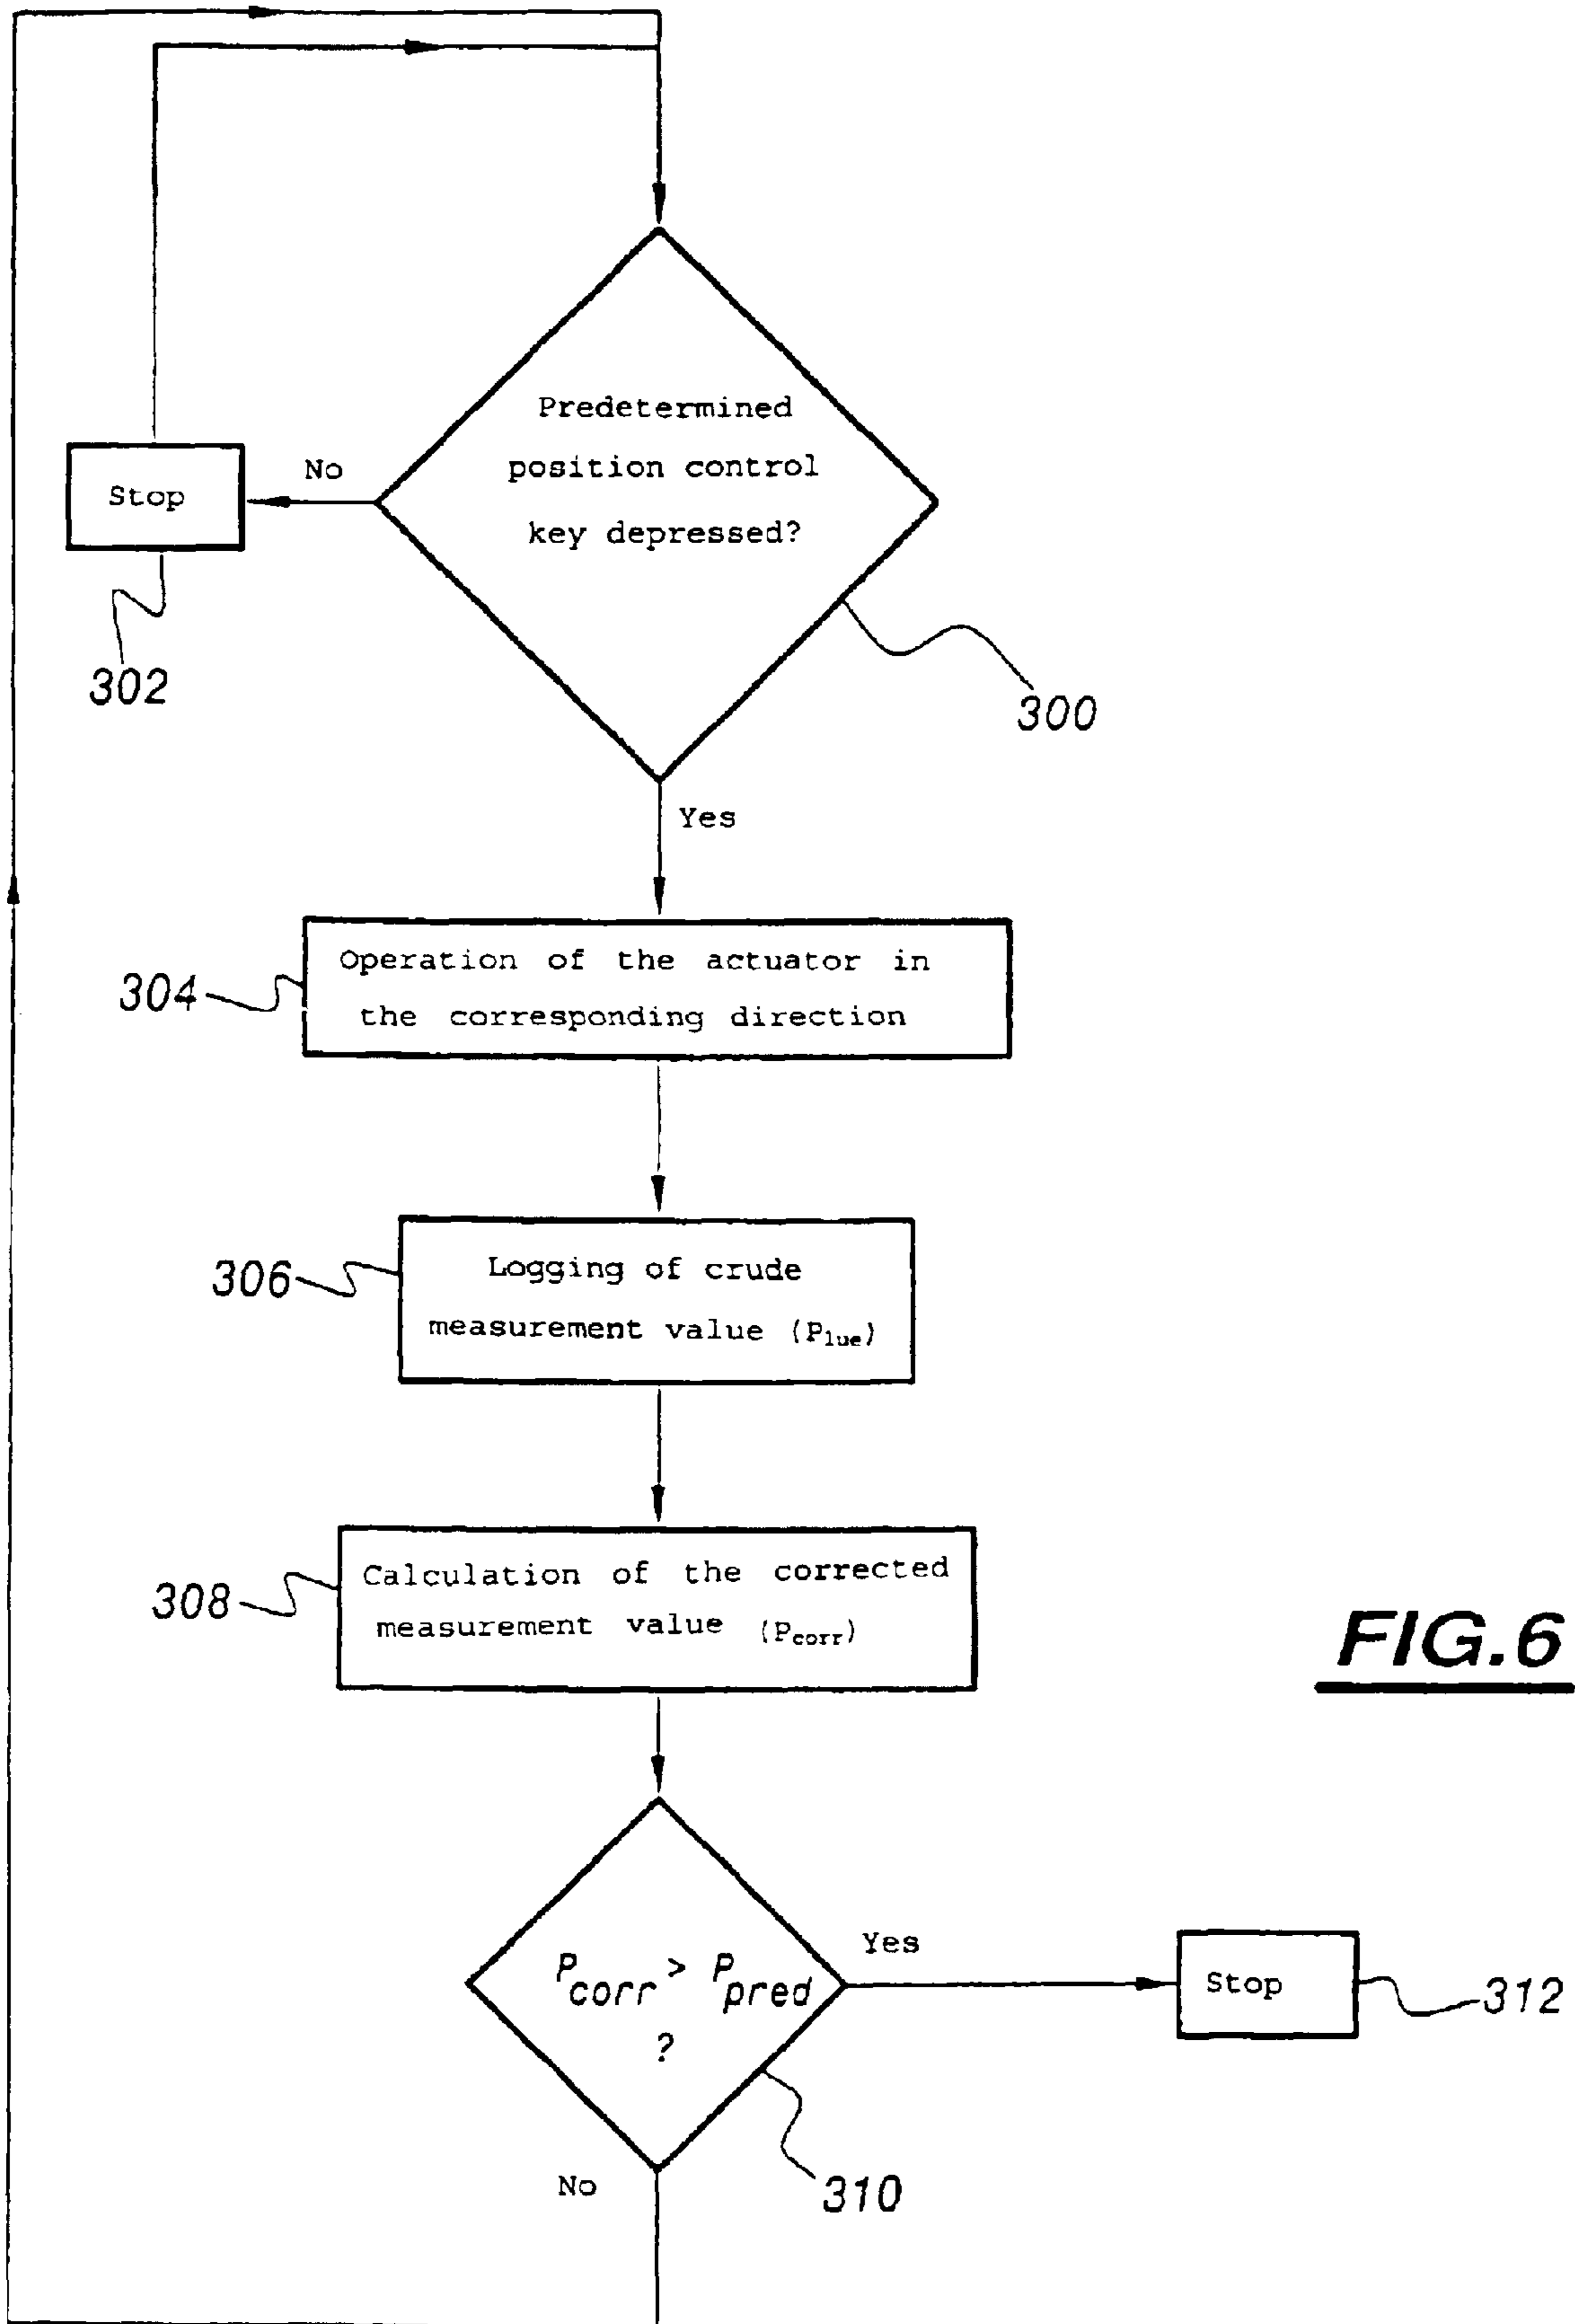 Predetermined
position control
key depressed?
No
Stop
302
300
Yes
304
Operation of the actuator in
the corresponding direction
306
Logging of crude
measurement value (Plue)
308
Calculation of the corrected
measurement value (Pcorr)
FIG.6
Pcorr > Ppred
?
Yes
Stop
312
No
310